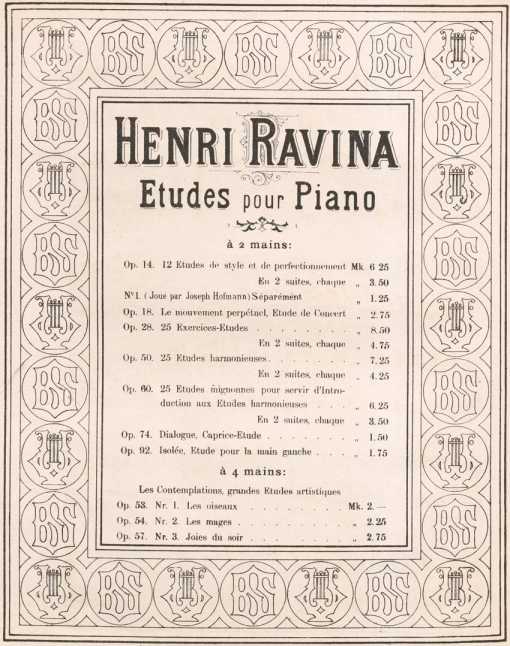 HENRI RAVINA
Etudes pour Piano
à 2 mains:
Op. 14. 12 Etudes de style et de perfectionnement Mk. 6 25
En 2 suites, chaque „ 3.50
Nº 1. (Joué par Joseph Hofmann) Séparément „ 1.25
Op. 18. Le mouvement perpétuel, Etude de Concert „ 2.75
Op. 28. 25 Exercices-Etudes . . . . . . . . „ 8.50
En 2 suites, chaque „ 4.75
Op. 50. 25 Etudes harmonieuses . . . . . . . „ 7.25
En 2 suites, chaque „ 4.25
Op. 60. 25 Etudes mignonnes pour servir d'Intro-
duction aux Etudes harmonieuses . . . . „ 6.25
En 2 suites, chaque „ 3.50
Op. 74. Dialogue, Caprice-Etude . . . . . . . „ 1.50
Op. 92. Isolée, Etude pour la main gauche . . . „ 1.75
à 4 mains:
Les Contemplations, grandes Etudes artistiques
Op. 53. Nr. 1. Les oiseaux . . . . . . . . . Mk. 2.—
Op. 54. Nr. 2. Les mages . . . . . . . . . „ 2.25
Op. 57. Nr. 3. Joies du soir . . . . . . . . „ 2.75